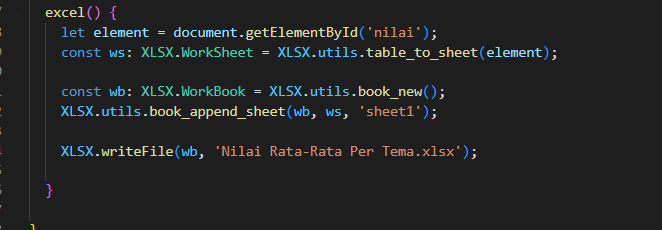 excel() {
let element = document.getElementById('nilai');
const ws: XLSX.WorkSheet = XLSX.utils.table_to_sheet(element);
const wb: XLSX.WorkBook = XLSX.utils.book_new();
XLSX.utils.book_append_sheet(wb, ws, 'sheet1');
XLSX.writeFile(wb, 'Nilai Rata-Rata Per Tema.xlsx');
}
}